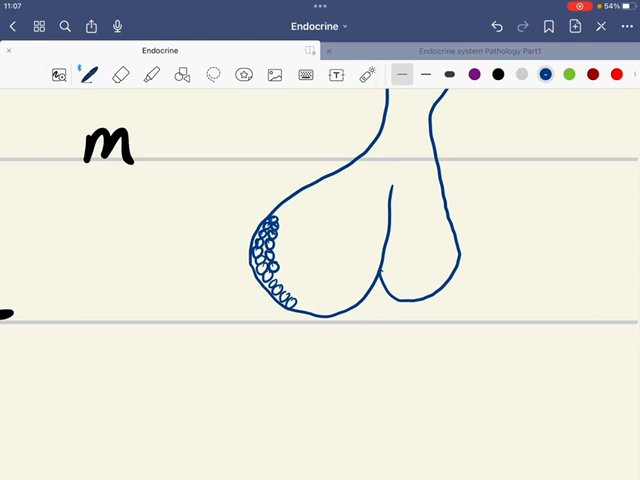 11:07
54%
Endocrine
Endocrine
Endocrine system Pathology Part1
T
m